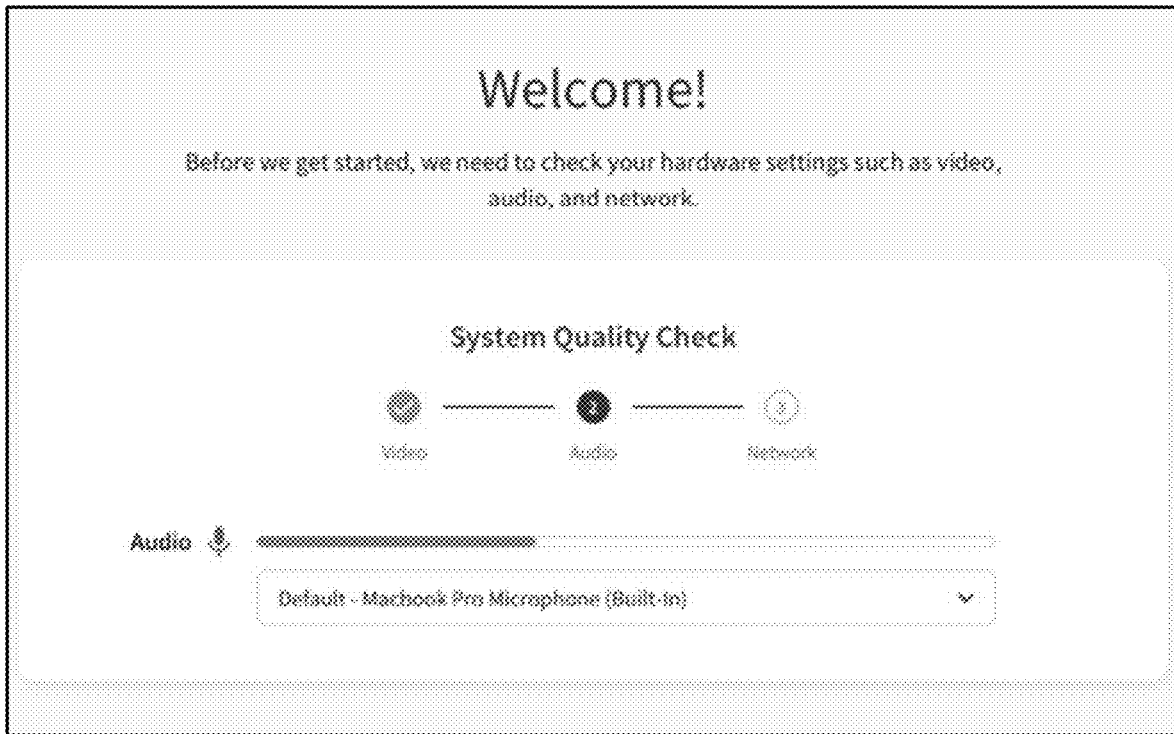 Welcome!
Before we get started, we need to check your hardware settings such as video,
audio, and network.
System Quality Check
2 3
Video Audio Network
Audio
Default - Macbook Pro Microphone (Built-In)